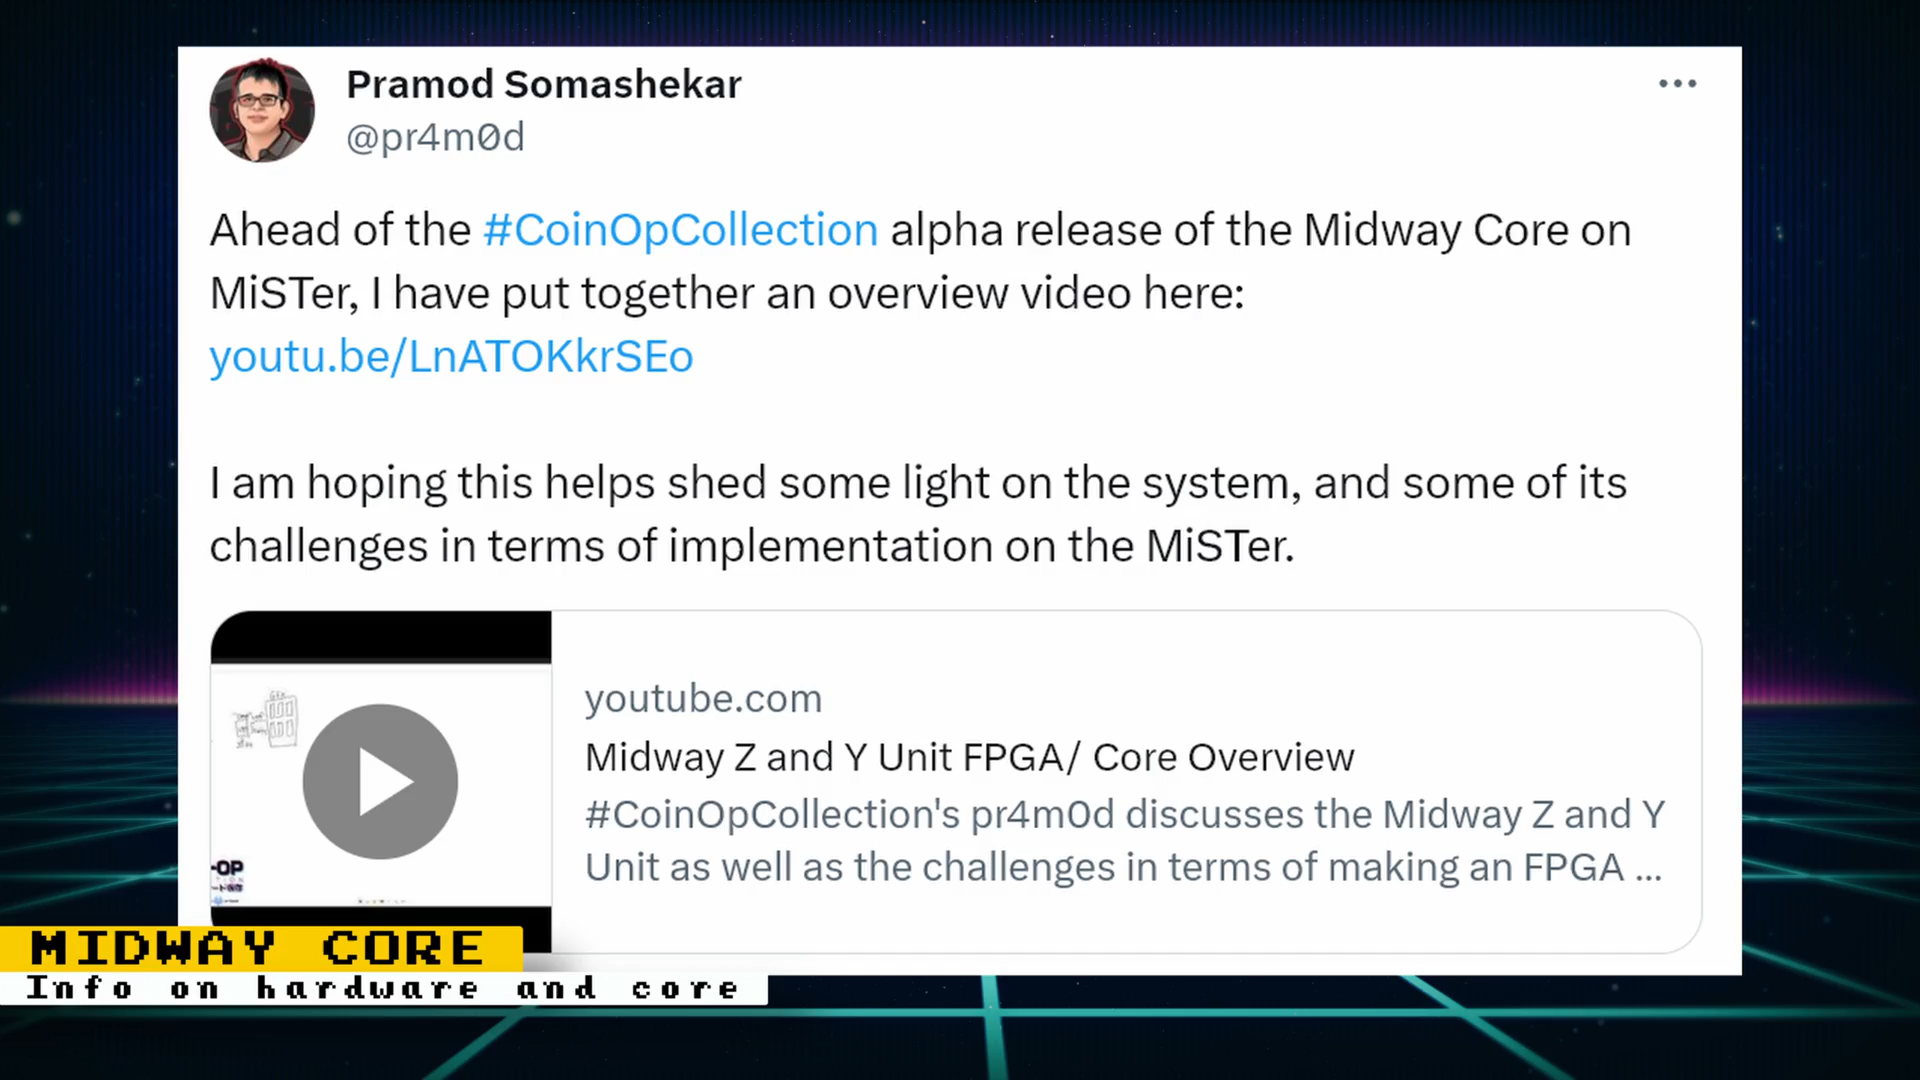 Pramod Somashekar
@pr4m0d
Ahead of the #CoinOpCollection alpha release of the Midway Core on
MiSTer, I have put together an overview video here:
youtu.be/LnATOKkrSEo
I am hoping this helps shed some light on the system, and some of its
challenges in terms of implementation on the MiSTer.
youtube.com
Midway Z and Y Unit FPGA/ Core Overview
#CoinOpCollection's pr4m0d discusses the Midway Z and Y
Unit as well as the challenges in terms of making an FPGA ...
-OP
MIDWAY CORE
Info on hardware and core